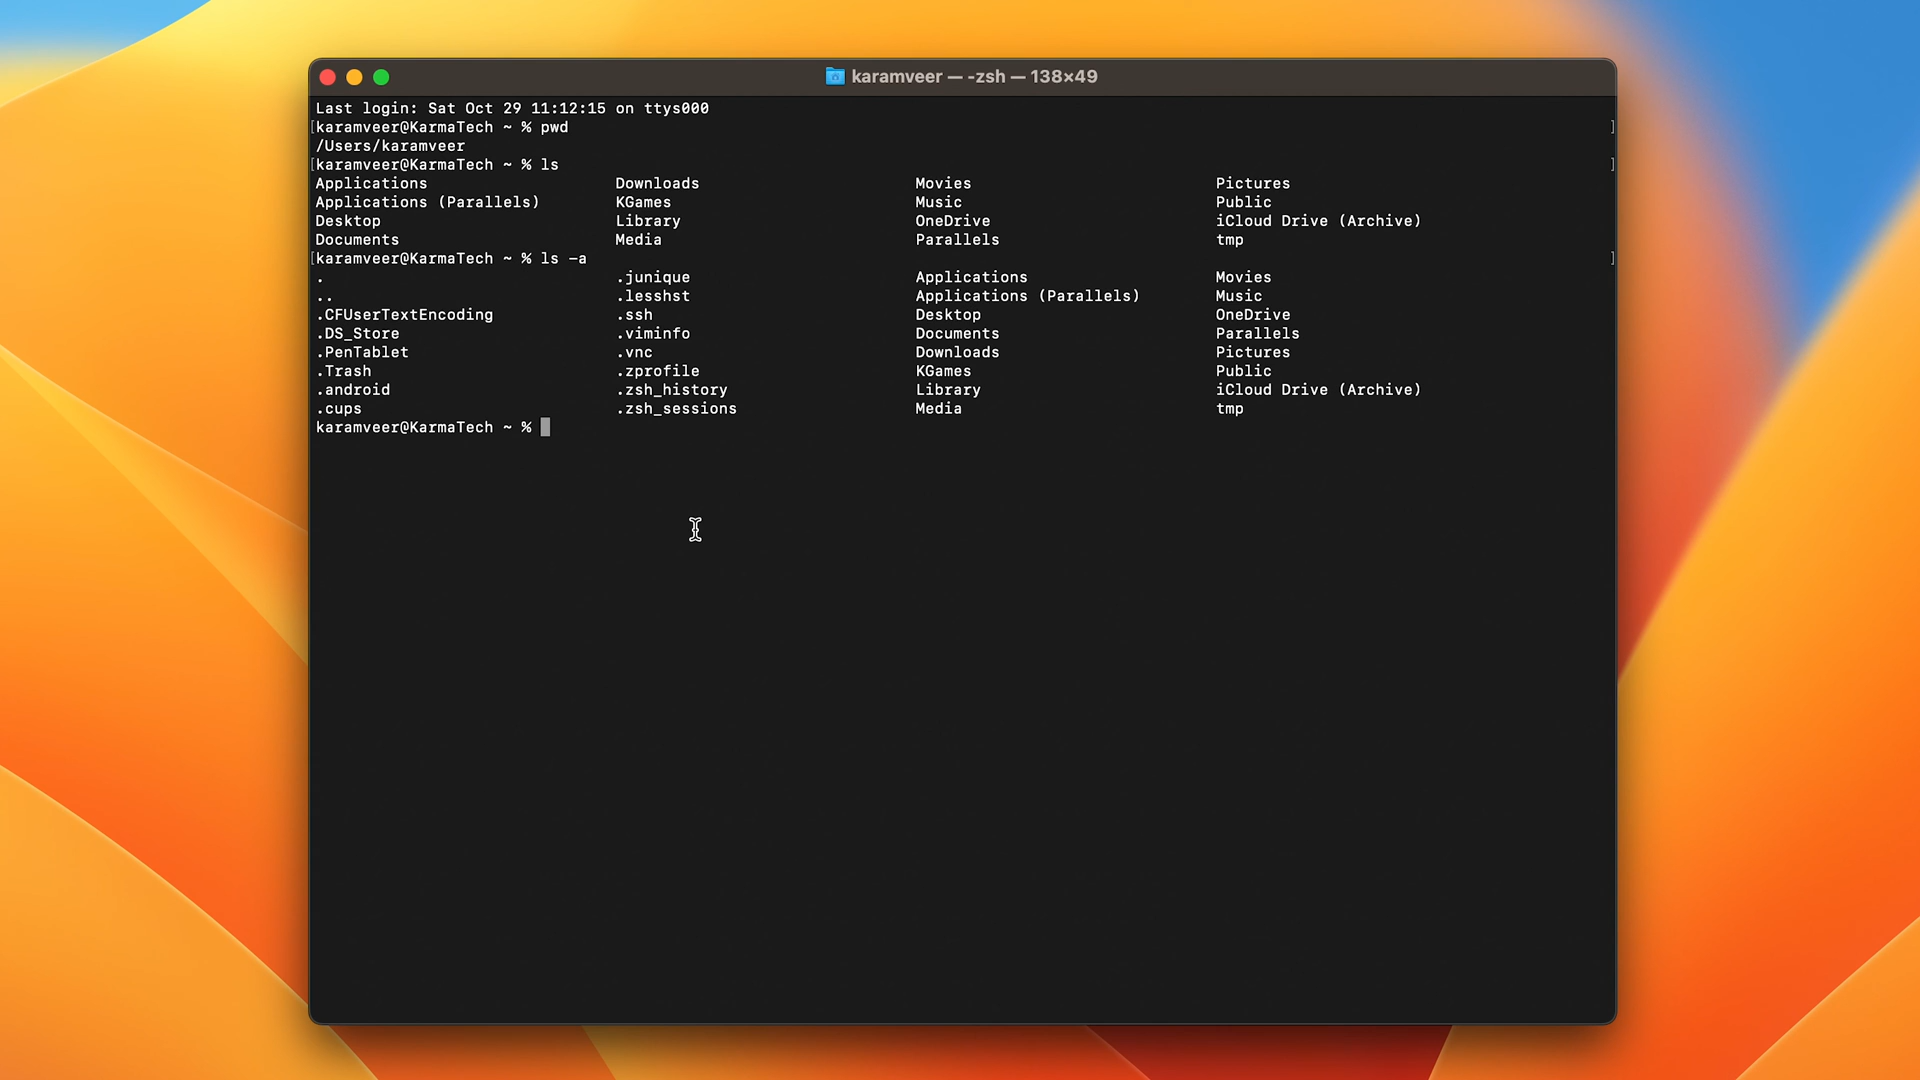 karamveer — -zsh — 138×49
Last login: Sat Oct 29 11:12:15 on ttys000
[karamveer@KarmaTech ~ % pwd ]
/Users/karamveer
[karamveer@KarmaTech ~ % ls ]
Applications Downloads Movies Pictures
Applications (Parallels) KGames Music Public
Desktop Library OneDrive iCloud Drive (Archive)
Documents Media Parallels tmp
[karamveer@KarmaTech ~ % ls -a ]
. .junique Applications Movies
.. .lesshst Applications (Parallels) Music
.CFUserTextEncoding .ssh Desktop OneDrive
.DS_Store .viminfo Documents Parallels
.PenTablet .vnc Downloads Pictures
.Trash .zprofile KGames Public
.android .zsh_history Library iCloud Drive (Archive)
.cups .zsh_sessions Media tmp
karamveer@KarmaTech ~ %